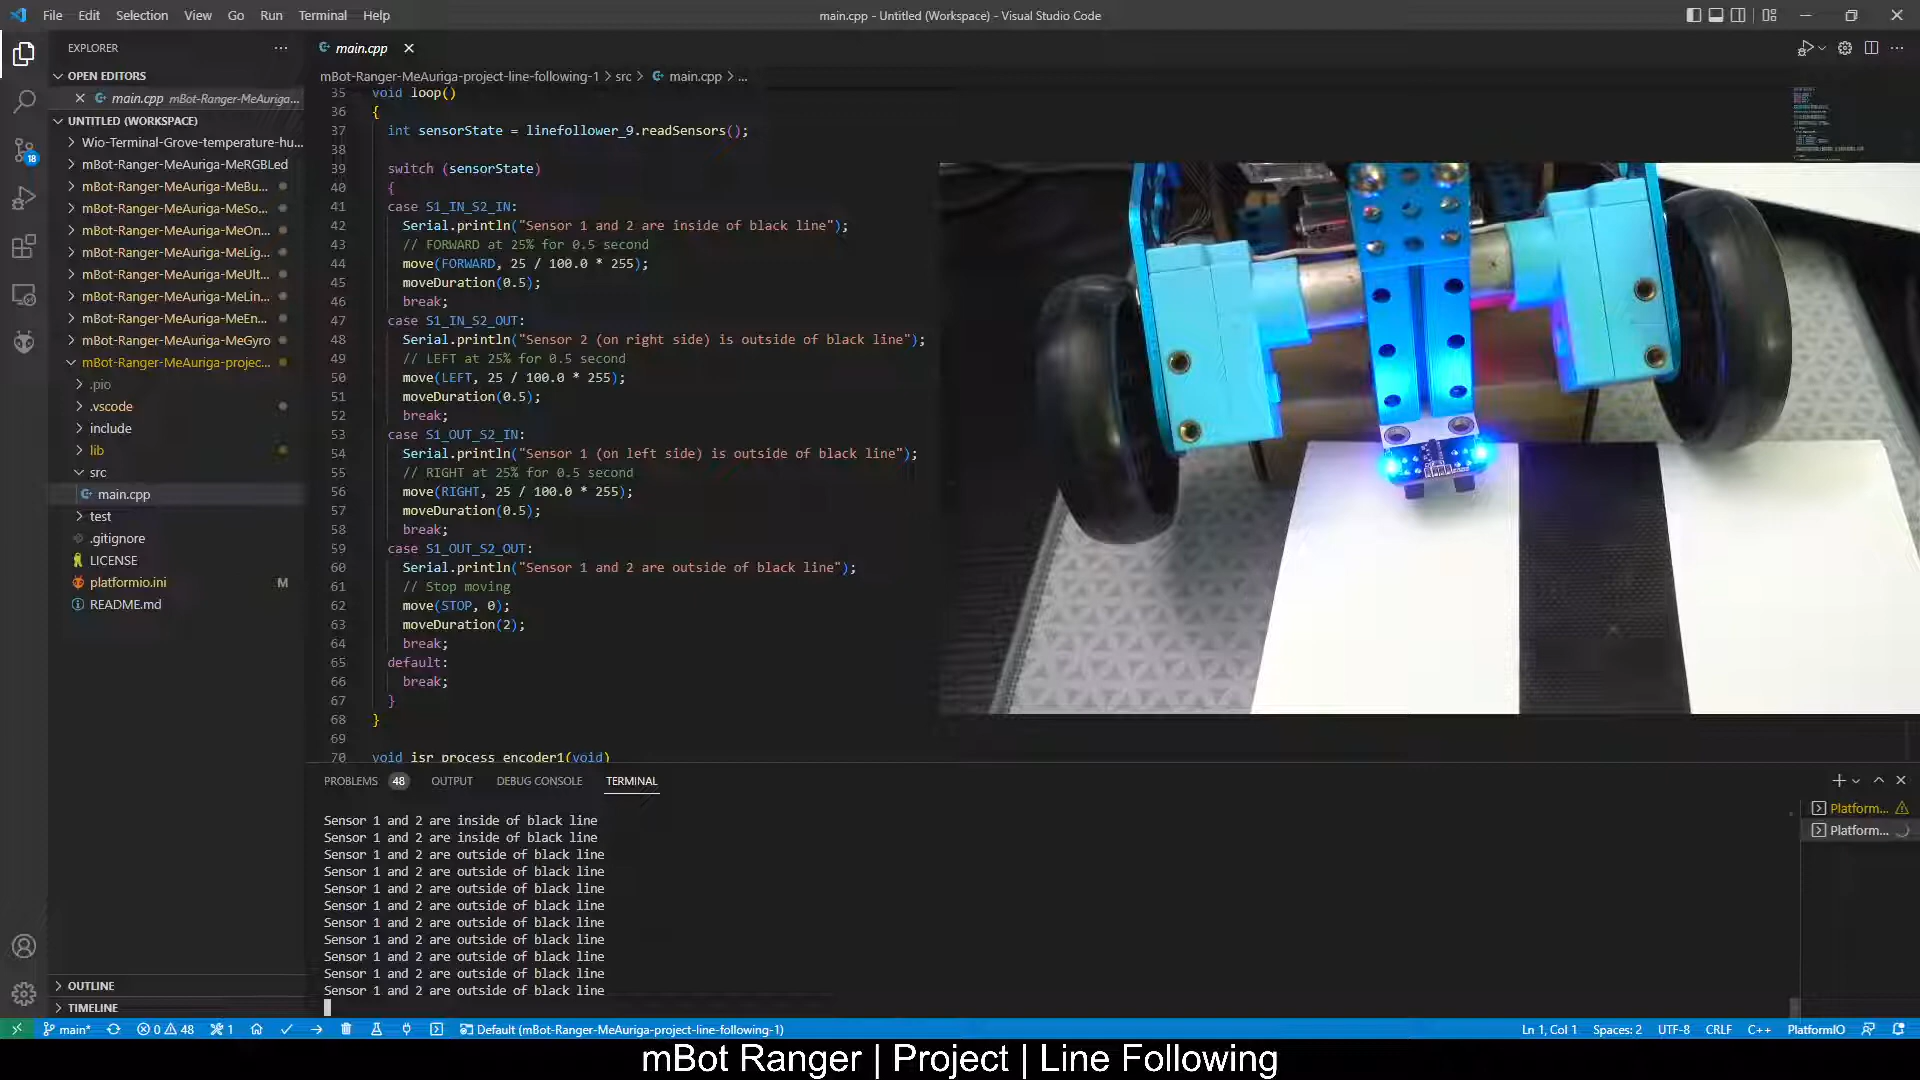 File Edit Selection View Go Run Terminal Help
main.cpp - Untitled (Workspace) - Visual Studio Code
EXPLORER
OPEN EDITORS
main.cpp mBot-Ranger-MeAuriga...
UNTITLED (WORKSPACE)
Wio-Terminal-Grove-temperature-hu...
mBot-Ranger-MeAuriga-MeRGBLed
mBot-Ranger-MeAuriga-MeBu...
mBot-Ranger-MeAuriga-MeSo...
mBot-Ranger-MeAuriga-MeOn...
mBot-Ranger-MeAuriga-MeLig...
mBot-Ranger-MeAuriga-MeUlt...
mBot-Ranger-MeAuriga-MeLin...
mBot-Ranger-MeAuriga-MeEn...
mBot-Ranger-MeAuriga-MeGyro
mBot-Ranger-MeAuriga-projec...
.pio
.vscode
include
lib
src
main.cpp
test
.gitignore
LICENSE
platformio.ini M
README.md
OUTLINE
TIMELINE
18
main.cpp
mBot-Ranger-MeAuriga-project-line-following-1 > src > main.cpp > ...
35 void loop()
36 {
37 int sensorState = linefollower_9.readSensors();
38
39 switch (sensorState)
40 {
41 case S1_IN_S2_IN:
42 Serial.println("Sensor 1 and 2 are inside of black line");
43 // FORWARD at 25% for 0.5 second
44 move(FORWARD, 25 / 100.0 * 255);
45 moveDuration(0.5);
46 break;
47 case S1_IN_S2_OUT:
48 Serial.println("Sensor 2 (on right side) is outside of black line");
49 // LEFT at 25% for 0.5 second
50 move(LEFT, 25 / 100.0 * 255);
51 moveDuration(0.5);
52 break;
53 case S1_OUT_S2_IN:
54 Serial.println("Sensor 1 (on left side) is outside of black line");
55 // RIGHT at 25% for 0.5 second
56 move(RIGHT, 25 / 100.0 * 255);
57 moveDuration(0.5);
58 break;
59 case S1_OUT_S2_OUT:
60 Serial.println("Sensor 1 and 2 are outside of black line");
61 // Stop moving
62 move(STOP, 0);
63 moveDuration(2);
64 break;
65 default:
66 break;
67 }
68 }
69
70 void isr_process_encoder1(void)
PROBLEMS 48 OUTPUT DEBUG CONSOLE TERMINAL
Sensor 1 and 2 are inside of black line
Sensor 1 and 2 are inside of black line
Sensor 1 and 2 are outside of black line
Sensor 1 and 2 are outside of black line
Sensor 1 and 2 are outside of black line
Sensor 1 and 2 are outside of black line
Sensor 1 and 2 are outside of black line
Sensor 1 and 2 are outside of black line
Sensor 1 and 2 are outside of black line
Sensor 1 and 2 are outside of black line
Sensor 1 and 2 are outside of black line
Platform...
Platform...
main* 0 48 1 Default (mBot-Ranger-MeAuriga-project-line-following-1)
Ln 1, Col 1 Spaces: 2 UTF-8 CRLF C++ PlatformIO
mBot Ranger | Project | Line Following